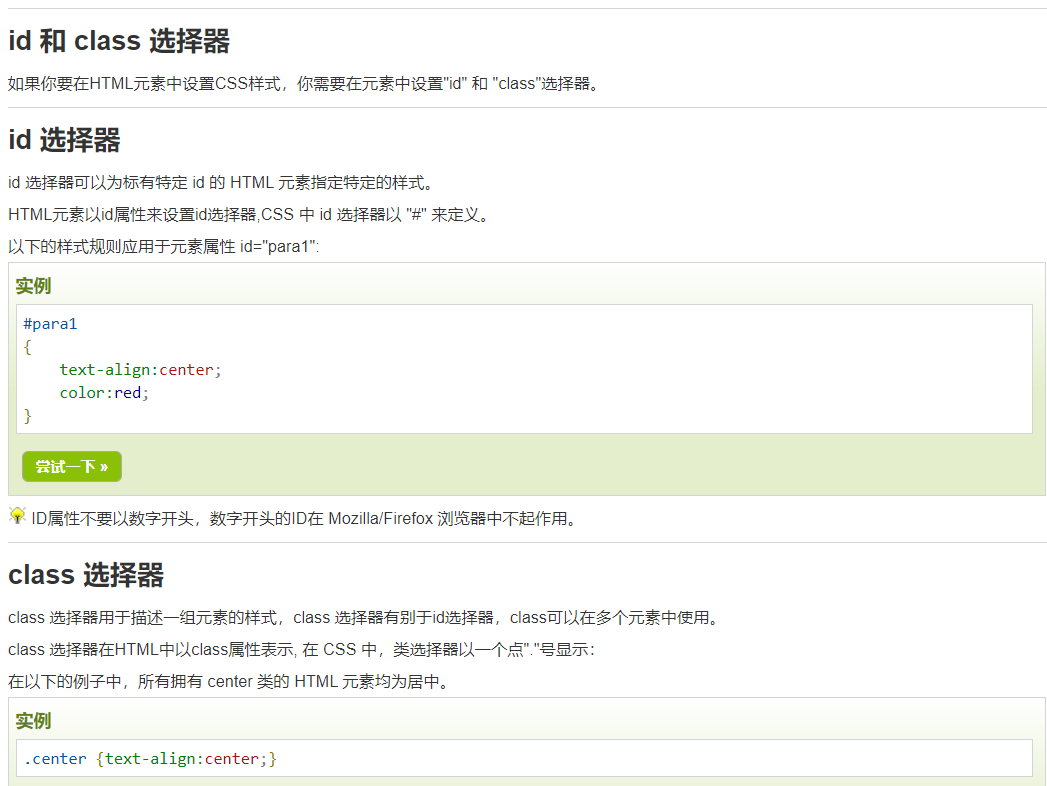 id 和 class 选择器
如果你要在HTML元素中设置CSS样式，你需要在元素中设置"id" 和 "class"选择器。
id 选择器
id 选择器可以为标有特定 id 的 HTML 元素指定特定的样式。
HTML元素以id属性来设置id选择器,CSS 中 id 选择器以 "#" 来定义。
以下的样式规则应用于元素属性 id="para1":
实例
#para1
{
    text-align:center;
    color:red;
}
尝试一下 »
ID属性不要以数字开头，数字开头的ID在 Mozilla/Firefox 浏览器中不起作用。
class 选择器
class 选择器用于描述一组元素的样式，class 选择器有别于id选择器，class可以在多个元素中使用。
class 选择器在HTML中以class属性表示, 在 CSS 中，类选择器以一个点"."号显示：
在以下的例子中，所有拥有 center 类的 HTML 元素均为居中。
实例
.center {text-align:center;}